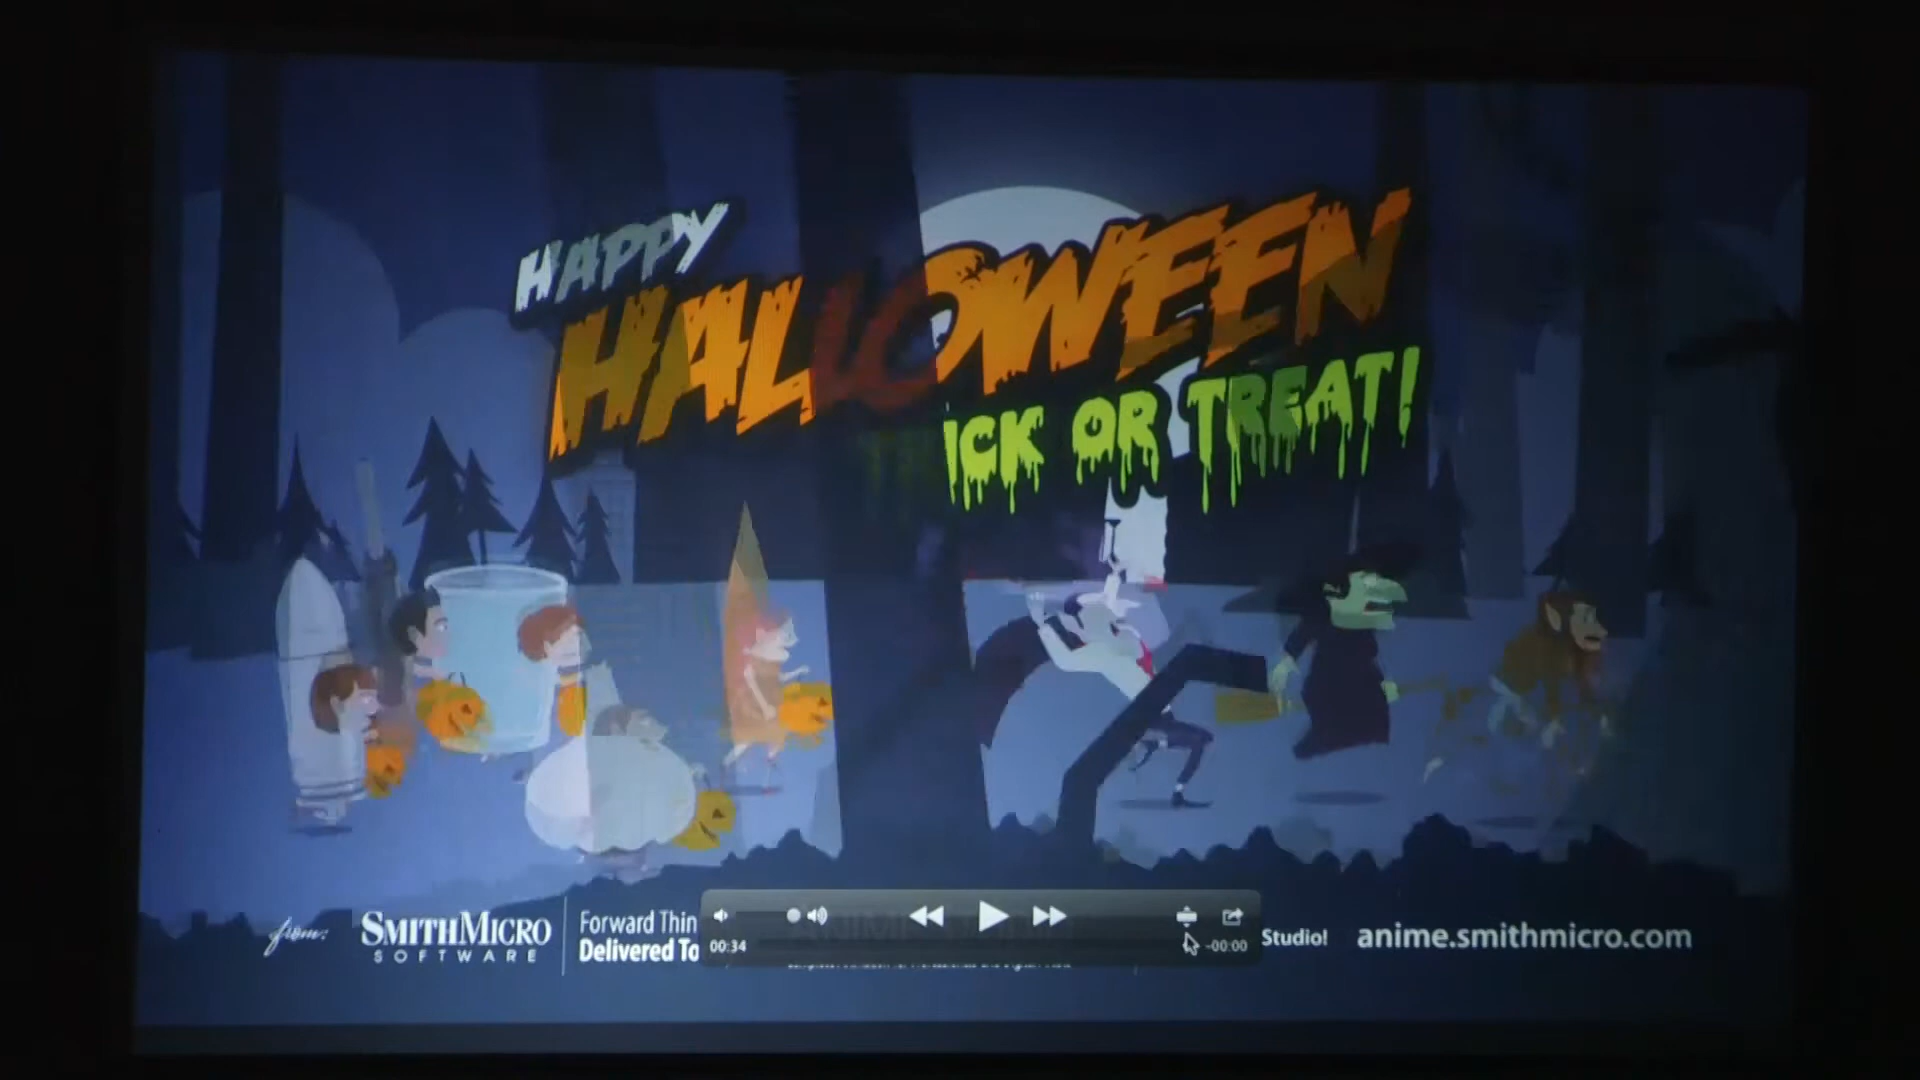 HAPPY
HALLOWEEN
ICK OR TREAT!
from:
SMITHMICRO
SOFTWARE
Forward Thin
Delivered To
00:34
-00:00
Studio!
anime.smithmicro.com